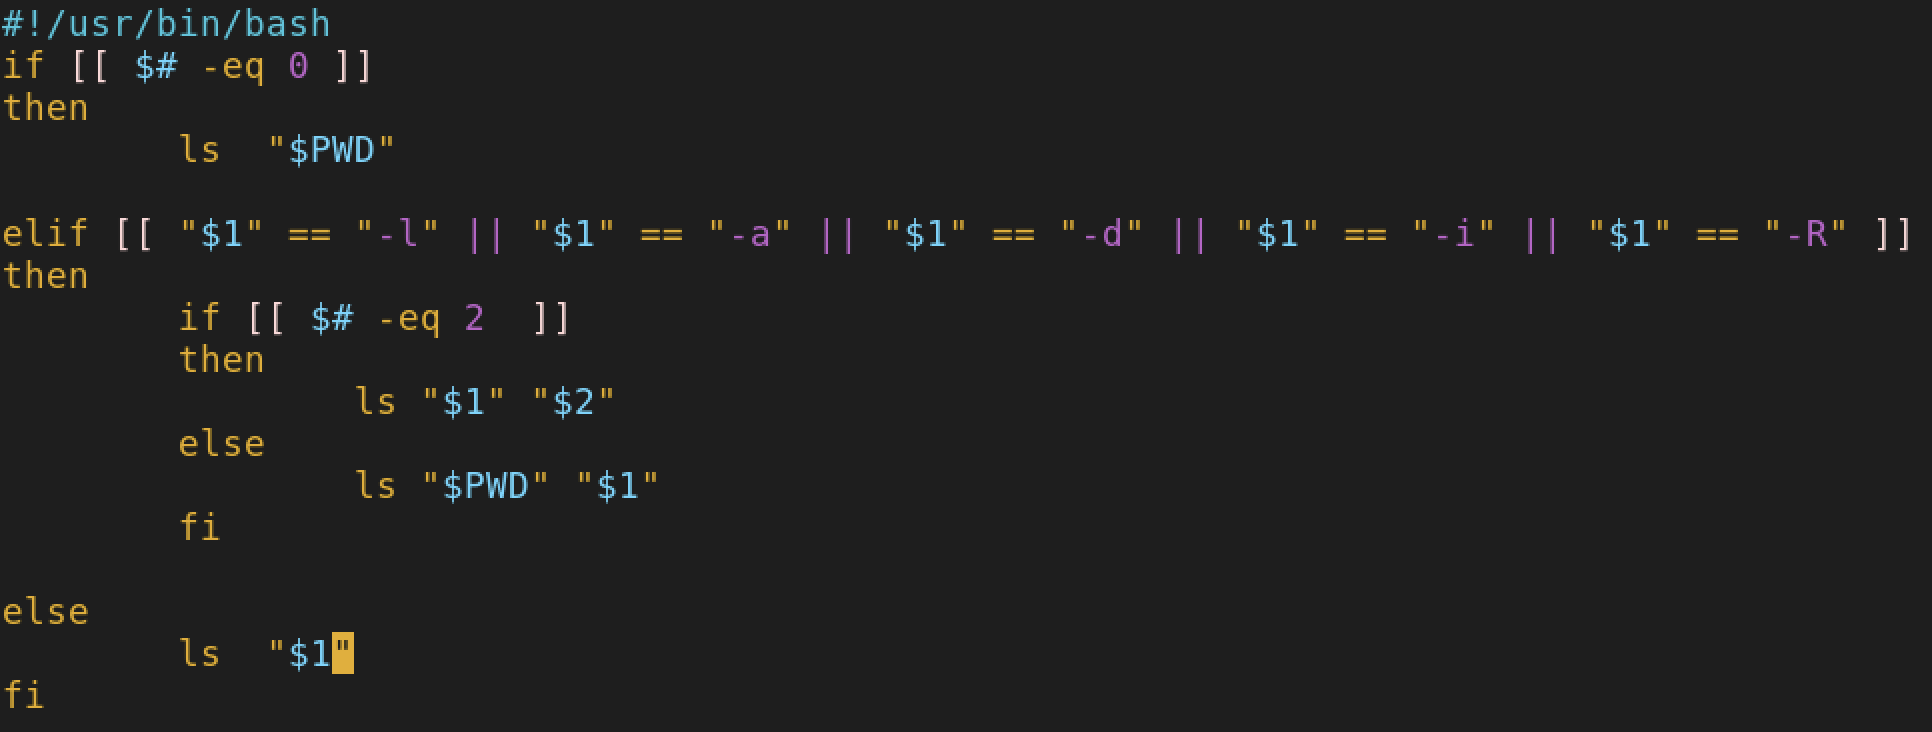 #!/usr/bin/bash
if [[ $# -eq 0 ]]
then
        ls  "$PWD"

elif [[ "$1" == "-l" || "$1" == "-a" || "$1" == "-d" || "$1" == "-i" || "$1" == "-R" ]]
then
        if [[ $# -eq 2  ]]
        then
                ls "$1" "$2"
        else
                ls "$PWD" "$1"
        fi

else
        ls  "$1"
fi